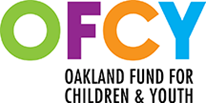 OFCY
OAKLAND FUND FOR
CHILDREN & YOUTH